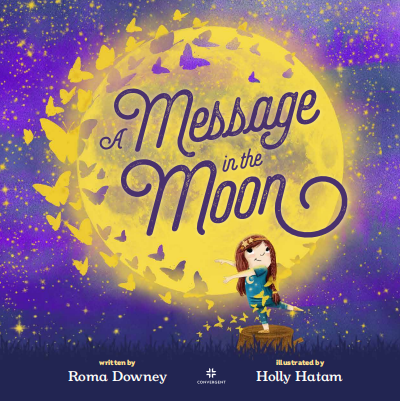 A Message
in the
Moon
written by
Roma Downey
CONVERGENT
illustrated by
Holly Hatam